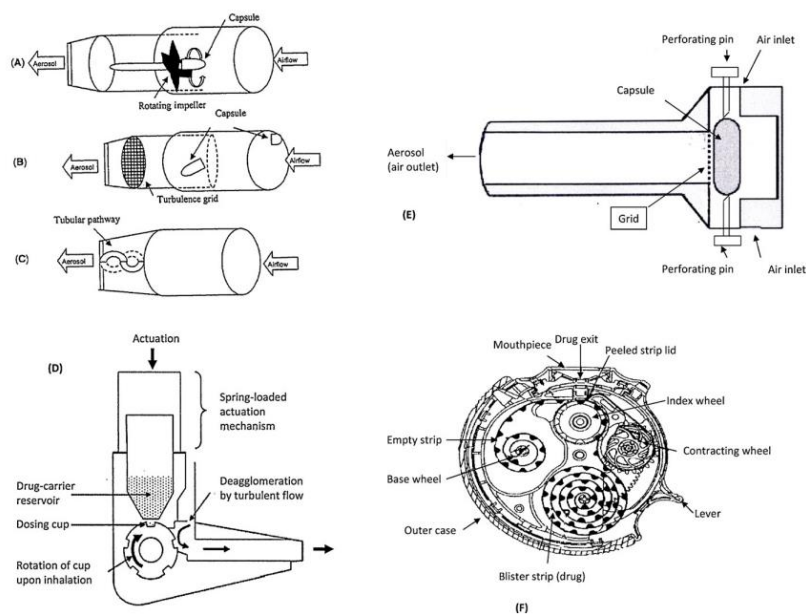 (A)
Capsule
Aerosol
Airflow
Rotating impeller
(B)
Capsule
Aerosol
Airflow
Turbulence grid
(C)
Tubular pathway
Aerosol
Airflow
(D)
Actuation
Spring-loaded
actuation
mechanism
Drug-carrier
reservoir
Deagglomeration
by turbulent flow
Dosing cup
Rotation of cup
upon inhalation
(E)
Perforating pin
Air inlet
Capsule
Aerosol
(air outlet)
Grid
Perforating pin
Air inlet
Drug exit
Mouthpiece
Peeled strip lid
Index wheel
Empty strip
Contracting wheel
Base wheel
Lever
Outer case
Blister strip (drug)
(F)